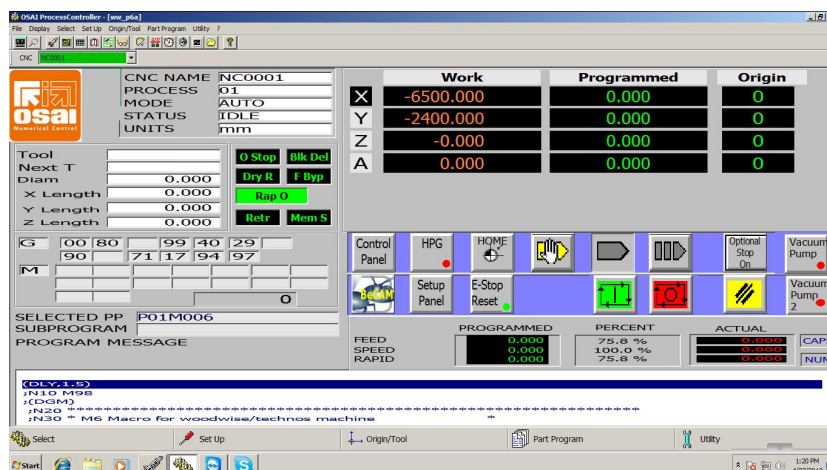 OSAI ProcessController - [ww_p6a]
File Display Select Set Up Origin/Tool Part Program Utility ?
CNC NC0001
OSAI
Numerical Control
CNC NAME NC0001
PROCESS 01
MODE AUTO
STATUS IDLE
UNITS mm
Work Programmed Origin
X -6500.000 0.000 0
Y -2400.000 0.000 0
Z -0.000 0.000 0
A 0.000 0.000 0
Tool
Next T
Diam 0.000
X Length 0.000
Y Length 0.000
Z Length 0.000
O Stop Blk Del
Dry R F Byp
Rap O
Retr Mem S
G 00 80 99 40 29
90 71 17 94 97
M
0
Control Panel HPG HOME Optional Stop On Vacuum Pump
BeGAM Setup Panel E-Stop Reset Vacuum Pump 2
SELECTED PP P01M006
SUBPROGRAM
PROGRAM MESSAGE
PROGRAMMED PERCENT ACTUAL
FEED 0.000 75.8 % 0.000 CAP
SPEED 0.000 100.0 % 0.000
RAPID 0.000 75.8 % 0.000 NUM
(DLY,1.5)
;N10 M98
;(DGM)
;N20 **********************************************************************
;N30 * M6 Macro for woodwise/technos machine *
Select Set Up Origin/Tool Part Program Utility
Start 1:20 PM